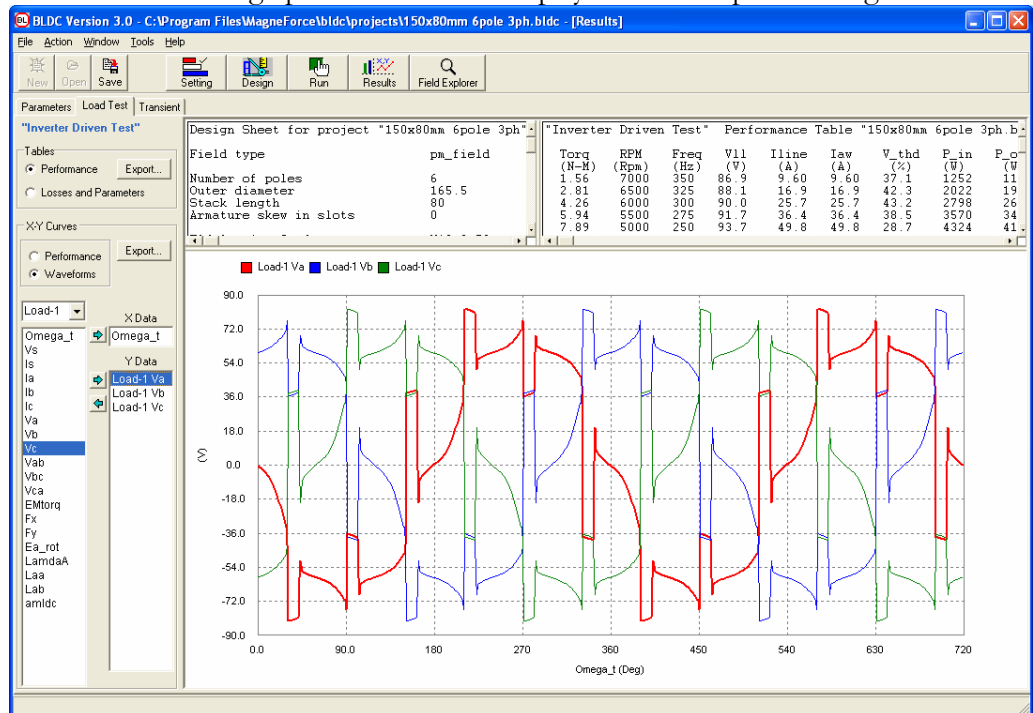 BLDC Version 3.0 - C:\Program Files\MagneForce\bldc\projects\150x80mm 6pole 3ph.bldc - [Results]
File Action Window Tools Help
New Open Save Setting Design Run Results Field Explorer
Parameters Load Test Transient
"Inverter Driven Test"
Tables
Performance Export...
Losses and Parameters
X-Y Curves
Performance Export...
Waveforms
Load-1 X Data
Omega_t Omega_t
Vs Y Data
Is
Ia Load-1 Va
Ib Load-1 Vb
Ic Load-1 Vc
Va
Vb
Vc
Vab
Vbc
Vca
EMtorq
Fx
Fy
Ea_rot
LamdaA
Laa
Lab
amIdc
Design Sheet for project "150x80mm 6pole 3ph"
Field type pm_field
Number of poles 6
Outer diameter 165.5
Stack length 80
Armature skew in slots 0
"Inverter Driven Test" Performance Table "150x80mm 6pole 3ph.b
Torq RPM Freq Vll Iline Iaw V_thd P_in P_o
(N-M) (Rpm) (Hz) (V) (A) (A) (%) (W) (W
1.56 7000 350 86.9 9.60 9.60 37.1 1252 11
2.81 6500 325 88.1 16.9 16.9 42.3 2022 19
4.26 6000 300 90.0 25.7 25.7 43.2 2798 26
5.94 5500 275 91.7 36.4 36.4 38.5 3570 34
7.89 5000 250 93.7 49.8 49.8 28.7 4324 41
Load-1 Va Load-1 Vb Load-1 Vc
90.0
72.0
54.0
36.0
18.0
0.0
-18.0
-36.0
-54.0
-72.0
-90.0
(V)
0.0 90.0 180 270 360 450 540 630 720
Omega_t (Deg)